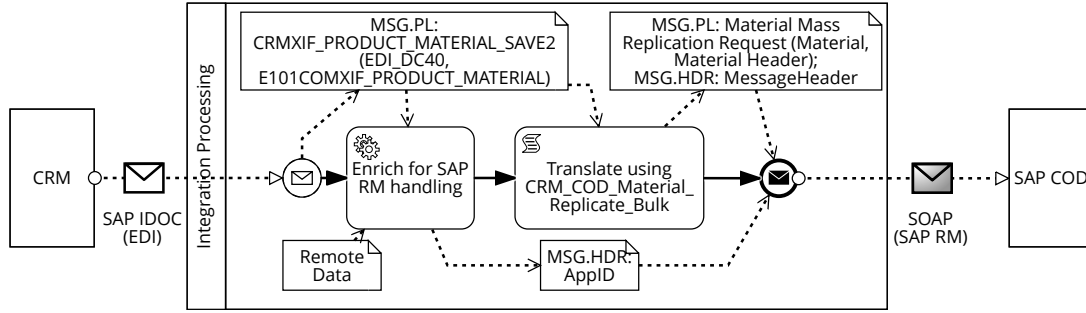 CRM
SAP IDOC
(EDI)
Integration Processing
MSG.PL:
CRMXIF_PRODUCT_MATERIAL_SAVE2
(EDI_DC40,
E101COMXIF_PRODUCT_MATERIAL)
Enrich for SAP
RM handling
Remote
Data
Translate using
CRM_COD_Material_
Replicate_Bulk
MSG.HDR:
AppID
MSG.PL: Material Mass
Replication Request (Material,
Material Header);
MSG.HDR: MessageHeader
SOAP
(SAP RM)
SAP COD